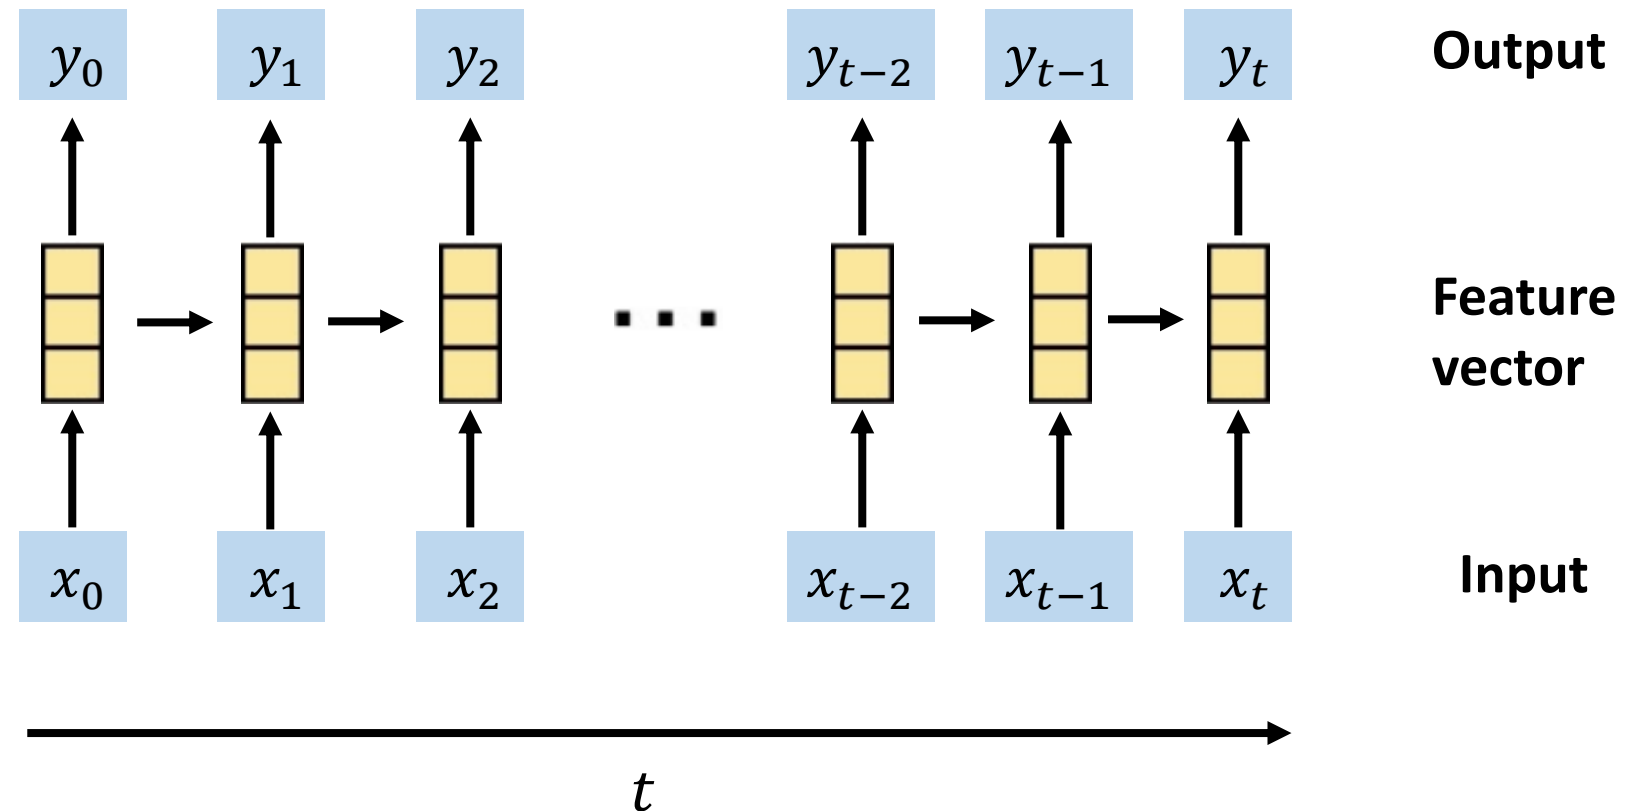 y₀ y₁ y₂ yₜ₋₂ yₜ₋₁ yₜ Output
Feature
vector
x₀ x₁ x₂ xₜ₋₂ xₜ₋₁ xₜ Input
t